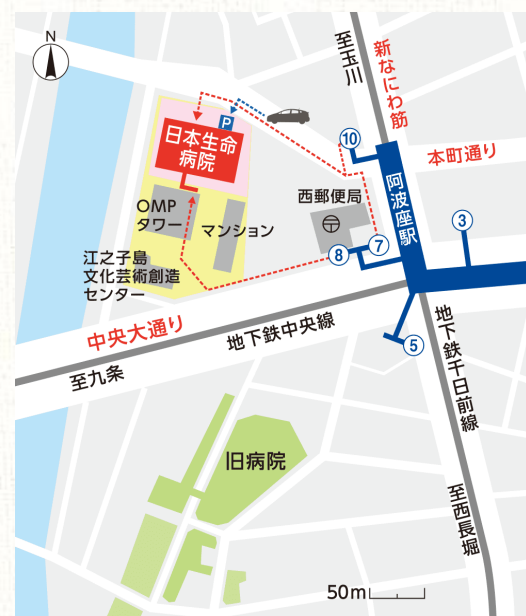 N
至玉川
新なにわ筋
P
日本生命
病院
10
本町通り
阿波座駅
西郵便局
〒
OMP
タワー
マンション
3
8
7
江之子島
文化芸術創造
センター
中央大通り
地下鉄中央線
至九条
5
地下鉄千日前線
旧病院
至西長堀
50m